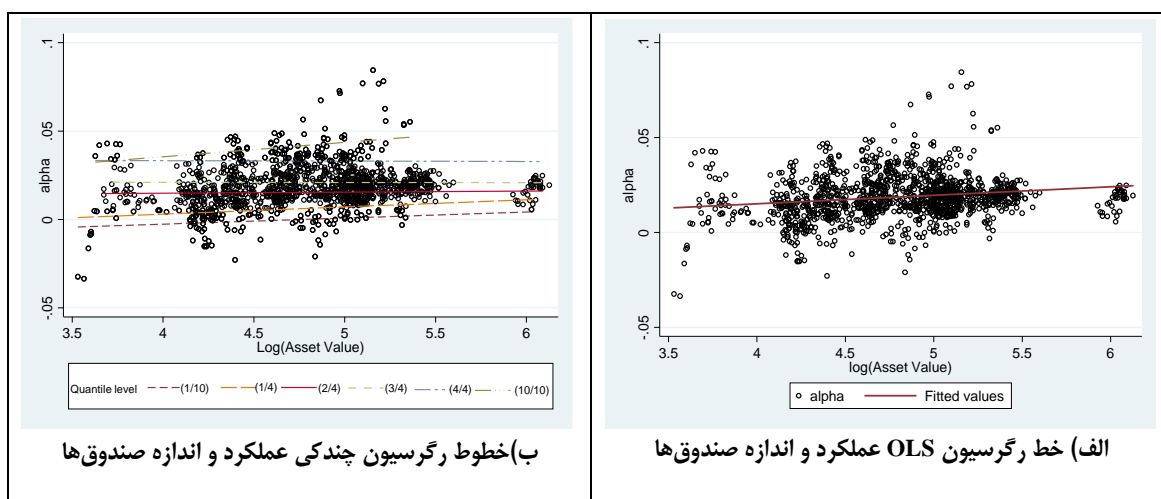 .1
.05
alpha
0
-.05
3.5 4 4.5 5 5.5 6
Log(Asset Value)
Quantile level (1/10) (1/4) (2/4) (3/4) (4/4) (10/10)
ب)خطوط رگرسیون چندکی عملکرد و اندازه صندوق‌ها
.1
.05
alpha
0
-.05
3.5 4 4.5 5 5.5 6
log(Asset Value)
alpha Fitted values
الف) خط رگرسیون OLS عملکرد و اندازه صندوق‌ها